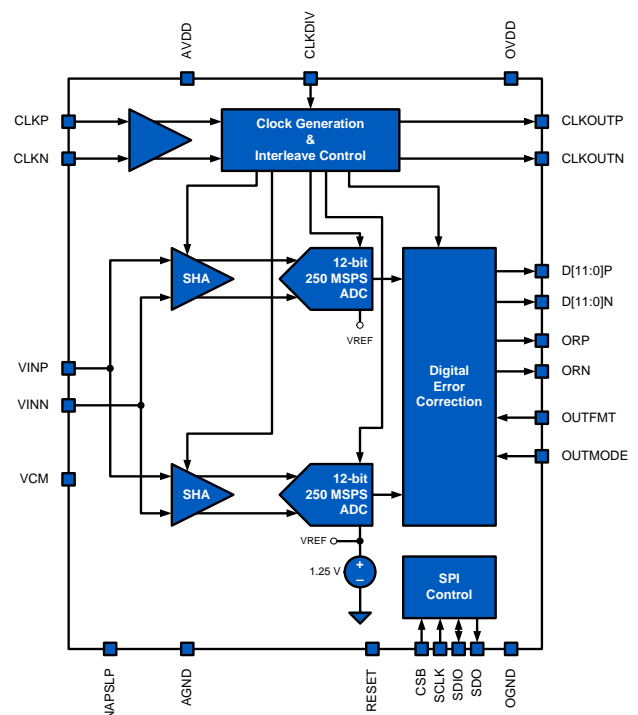 AVDD
CLKDIV
OVDD
CLKP
CLKN
Clock Generation
&
Interleave Control
CLKOUTP
CLKOUTN
SHA
12-bit
250 MSPS
ADC
VREF
D[11:0]P
D[11:0]N
ORP
ORN
OUTFMT
OUTMODE
Digital
Error
Correction
VINP
VINN
VCM
SHA
12-bit
250 MSPS
ADC
VREF
1.25 V
+
–
SPI
Control
NAPSLP
AGND
RESET
CSB
SCLK
SDIO
SDO
OGND